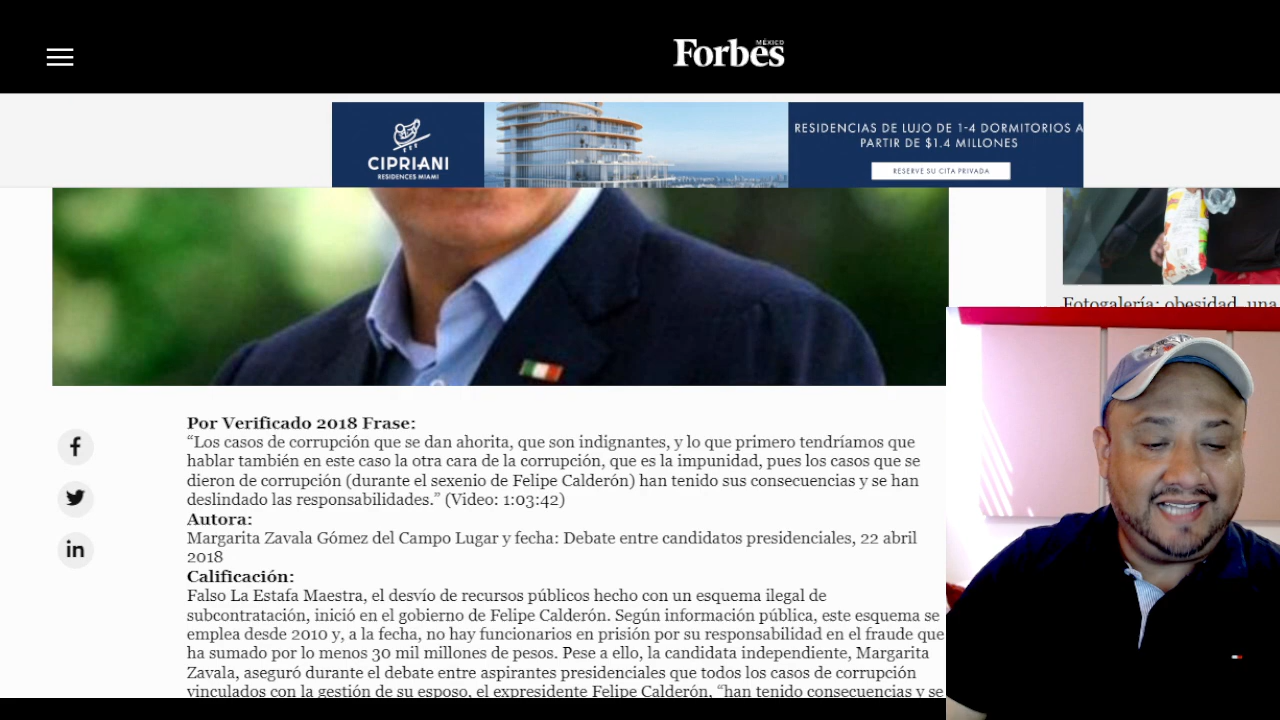 MÉXICO
Forbes
CIPRIANI
RESIDENCES MIAMI
RESIDENCIAS DE LUJO DE 1-4 DORMITORIOS A
PARTIR DE $1.4 MILLONES
RESERVE SU CITA PRIVADA
Fotogalería: obesidad, una
Por Verificado 2018 Frase:
“Los casos de corrupción que se dan ahorita, que son indignantes, y lo que primero tendríamos que
hablar también en este caso la otra cara de la corrupción, que es la impunidad, pues los casos que se
dieron de corrupción (durante el sexenio de Felipe Calderón) han tenido sus consecuencias y se han
deslindado las responsabilidades.” (Video: 1:03:42)
Autora:
Margarita Zavala Gómez del Campo Lugar y fecha: Debate entre candidatos presidenciales, 22 abril
2018
Calificación:
Falso La Estafa Maestra, el desvío de recursos públicos hecho con un esquema ilegal de
subcontratación, inició en el gobierno de Felipe Calderón. Según información pública, este esquema se
emplea desde 2010 y, a la fecha, no hay funcionarios en prisión por su responsabilidad en el fraude que
ha sumado por lo menos 30 mil millones de pesos. Pese a ello, la candidata independiente, Margarita
Zavala, aseguró durante el debate entre aspirantes presidenciales que todos los casos de corrupción
vinculados con la gestión de su esposo, el expresidente Felipe Calderón, “han tenido consecuencias y se